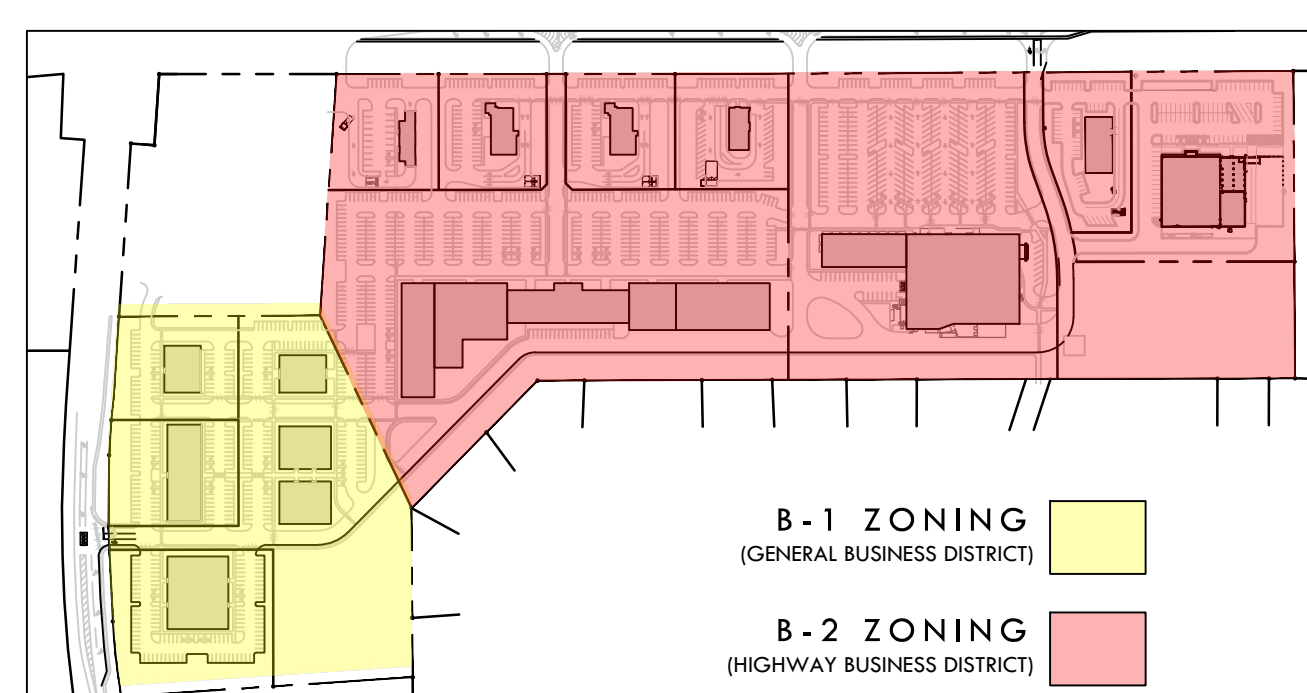 B-1 ZONING
(GENERAL BUSINESS DISTRICT)
B-2 ZONING
(HIGHWAY BUSINESS DISTRICT)